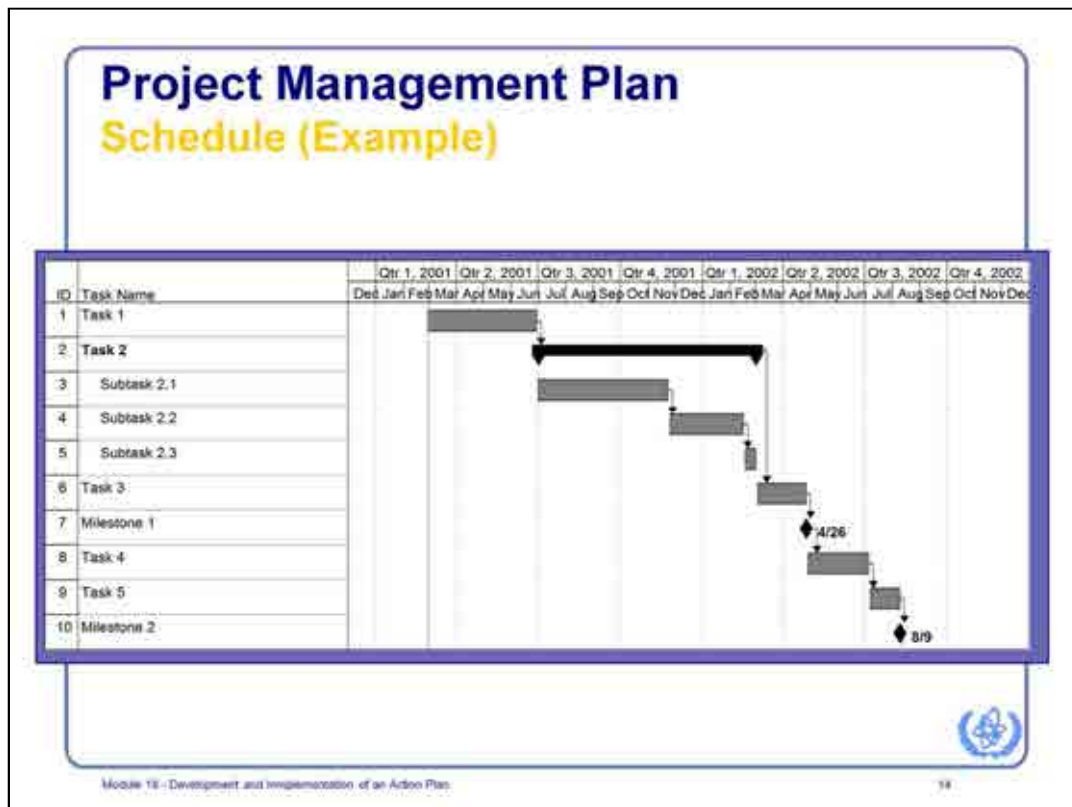 Project Management Plan
Schedule (Example)
Qtr 1, 2001 Qtr 2, 2001 Qtr 3, 2001 Qtr 4, 2001 Qtr 1, 2002 Qtr 2, 2002 Qtr 3, 2002 Qtr 4, 2002
ID Task Name Dec Jan Feb Mar Apr May Jun Jul Aug Sep Oct Nov Dec Jan Feb Mar Apr May Jun Jul Aug Sep Oct Nov Dec
1 Task 1
2 Task 2
3 Subtask 2.1
4 Subtask 2.2
5 Subtask 2.3
6 Task 3
7 Milestone 1 4/26
8 Task 4
9 Task 5
10 Milestone 2 8/9
Module - Development and of an Action Plan 14